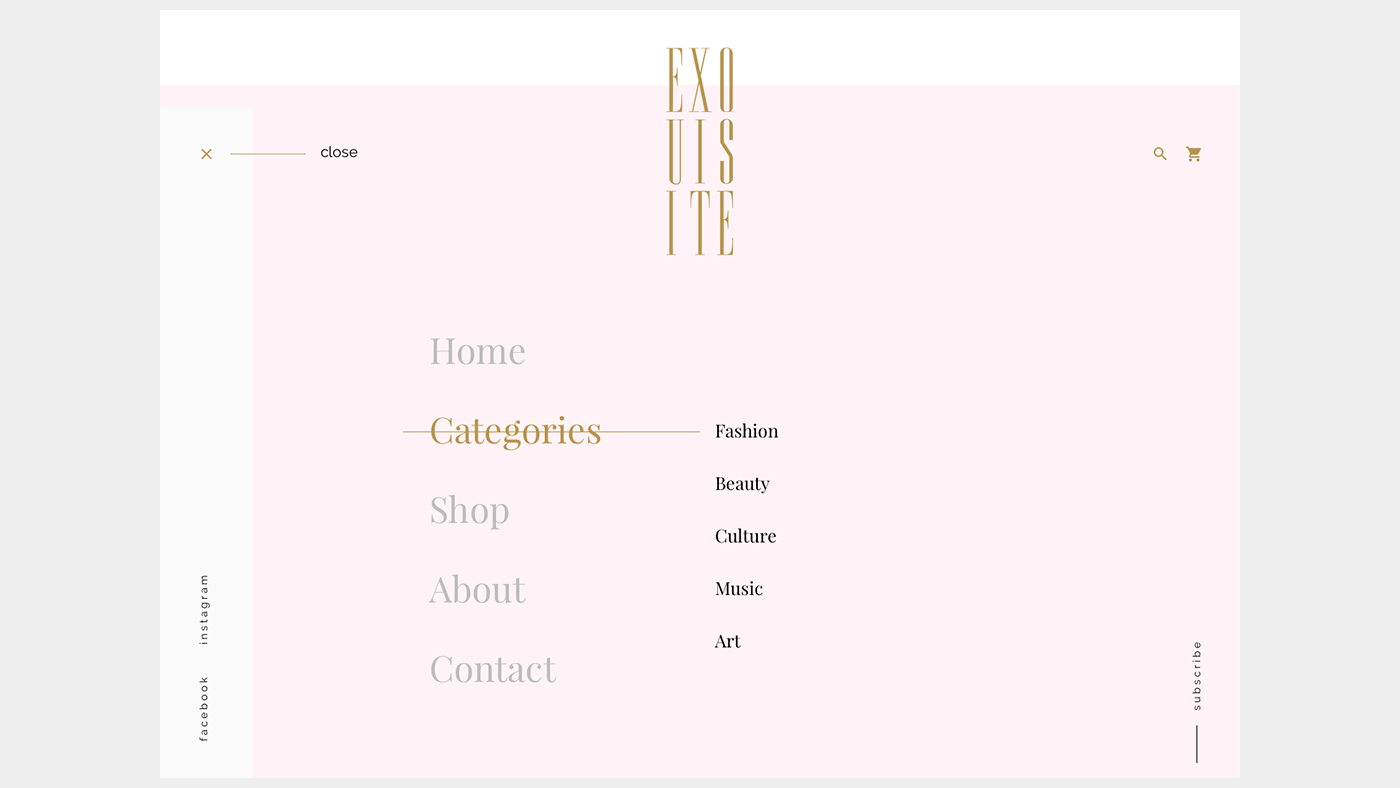 EXO
UIS
ITE
close
Home
Categories
Shop
About
Contact
Fashion
Beauty
Culture
Music
Art
instagram
facebook
subscribe